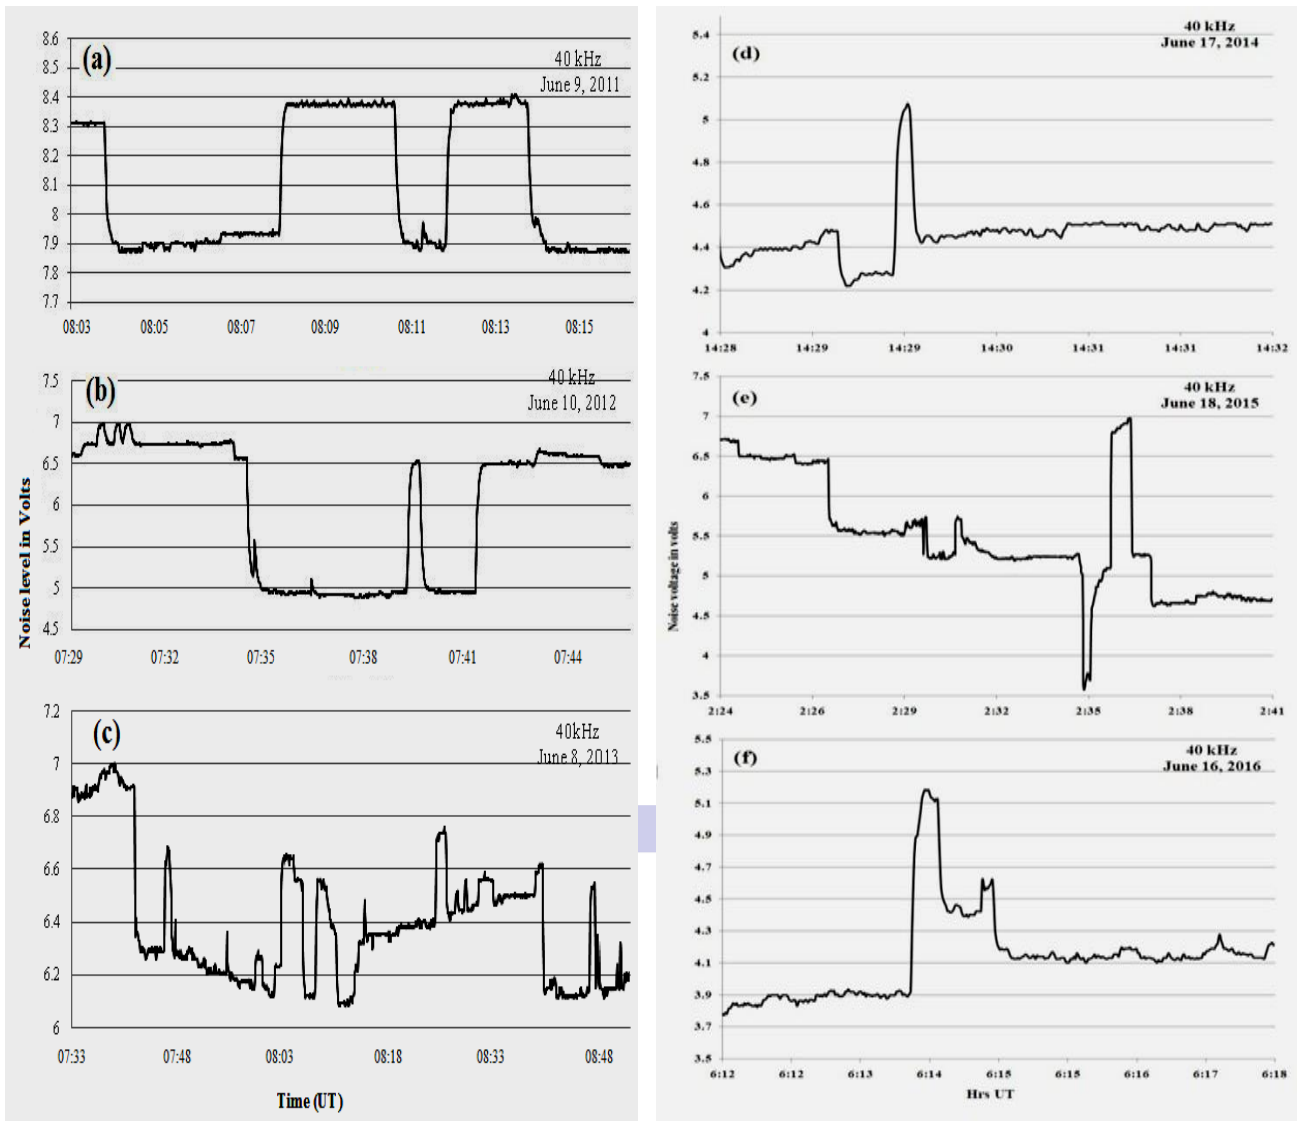 (a)
40 kHz
June 9, 2011
8.6
8.5
8.4
8.3
8.2
8.1
8
7.9
7.8
7.7
08:03 08:05 08:07 08:09 08:11 08:13 08:15
(b)
40 kHz
June 10, 2012
7.5
7
6.5
6
5.5
5
4.5
07:29 07:32 07:35 07:38 07:41 07:44
Noise level in Volts
(c)
40kHz
June 8, 2013
7.2
7
6.8
6.6
6.4
6.2
6
07:33 07:48 08:03 08:18 08:33 08:48
Time (UT)
(d)
40 kHz
June 17, 2014
5.4
5.2
5
4.8
4.6
4.4
4.2
4
14:28 14:29 14:29 14:30 14:31 14:31 14:32
(e)
40 kHz
June 18, 2015
7.5
7
6.5
6
5.5
5
4.5
4
3.5
2:24 2:26 2:29 2:32 2:35 2:38 2:41
Noise voltage in volts
(f)
40 kHz
June 16, 2016
5.5
5.3
5.1
4.9
4.7
4.5
4.3
4.1
3.9
3.7
3.5
6:12 6:12 6:13 6:14 6:15 6:15 6:16 6:17 6:18
Hrs UT